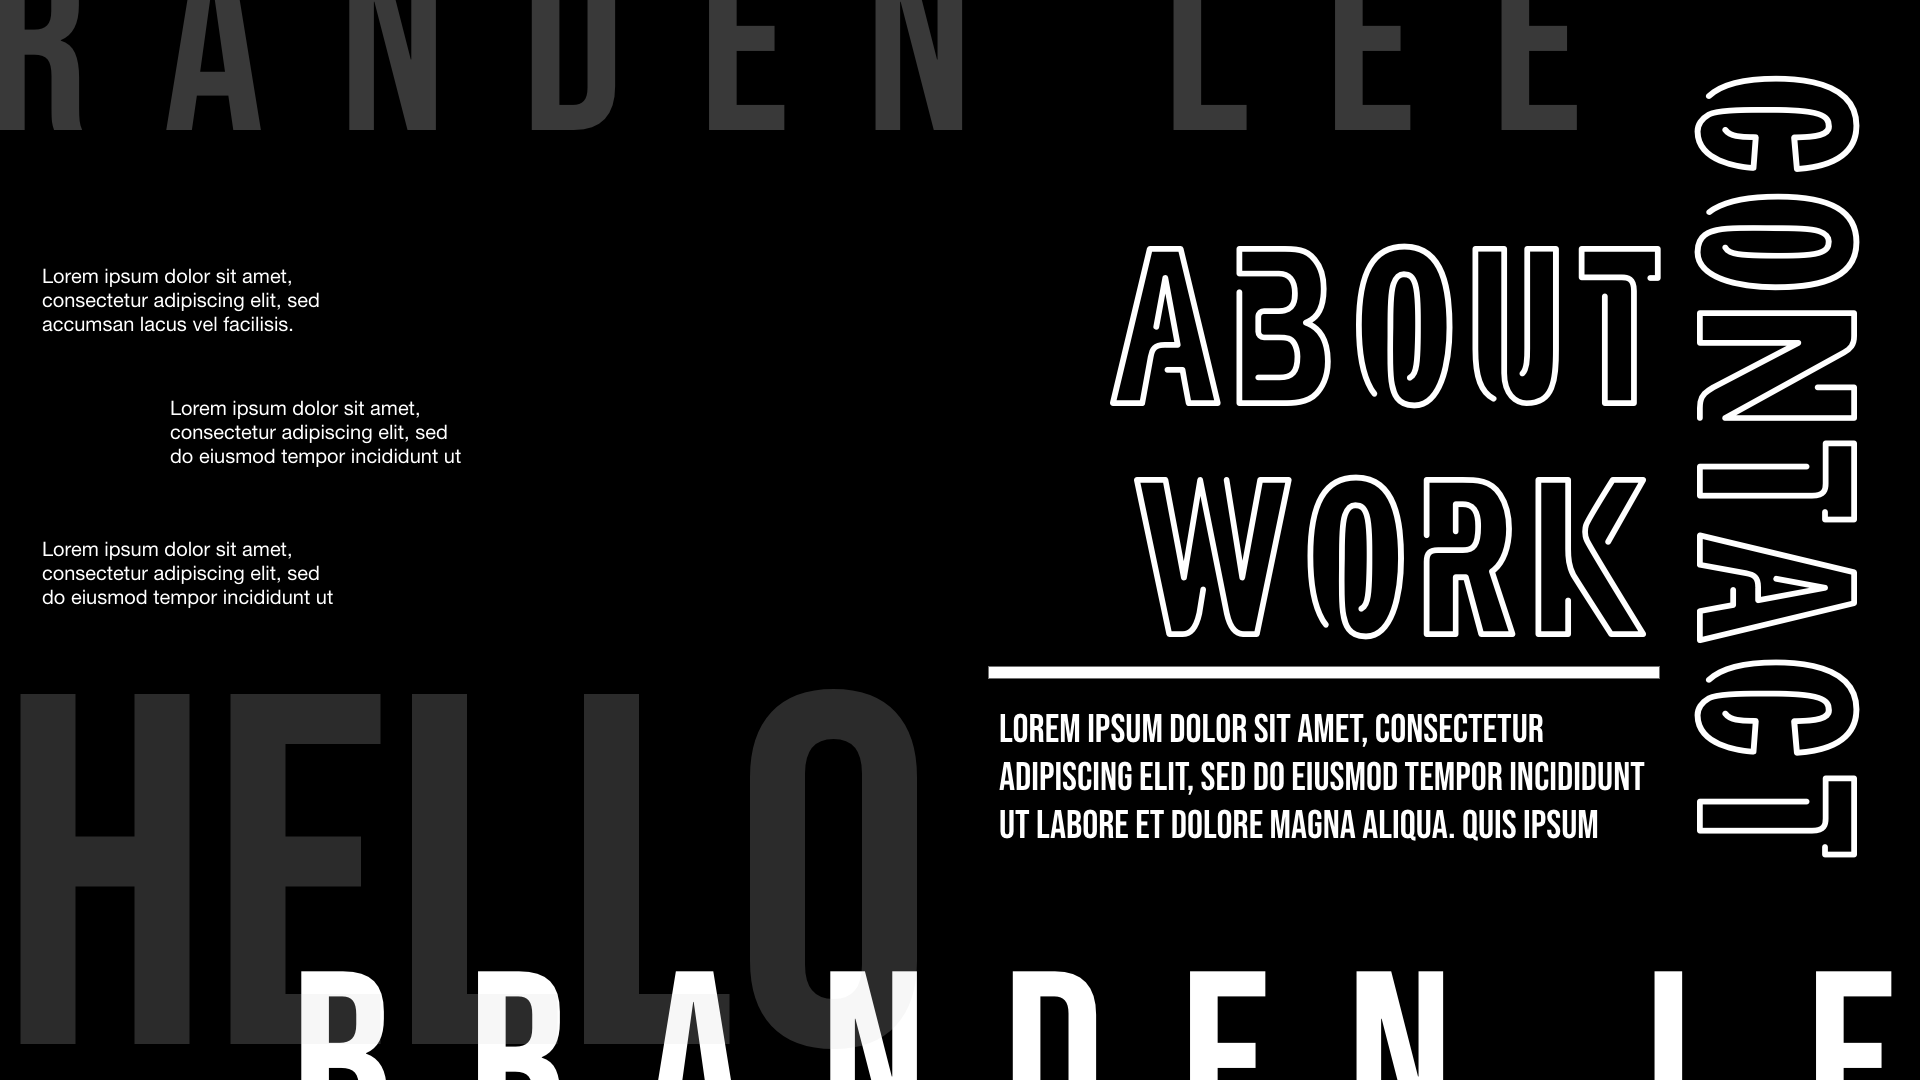 RANDEN LEE
Lorem ipsum dolor sit amet,
consectetur adipiscing elit, sed
accumsan lacus vel facilisis.
Lorem ipsum dolor sit amet,
consectetur adipiscing elit, sed
do eiusmod tempor incididunt ut
Lorem ipsum dolor sit amet,
consectetur adipiscing elit, sed
do eiusmod tempor incididunt ut
HELLO
ABOUT
WORK
LOREM IPSUM DOLOR SIT AMET, CONSECTETUR
ADIPISCING ELIT, SED DO EIUSMOD TEMPOR INCIDIDUNT
UT LABORE ET DOLORE MAGNA ALIQUA. QUIS IPSUM
CONTACT
BRANDEN LE